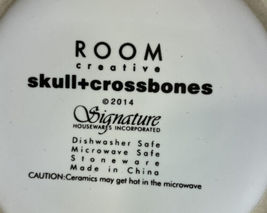 ROOM
creative
skull+crossbones
©2014
Signature
HOUSEWARES INCORPORATED
Dishwasher Safe
Microwave Safe
Stoneware
Made in China
CAUTION:Ceramics may get hot in the microwave